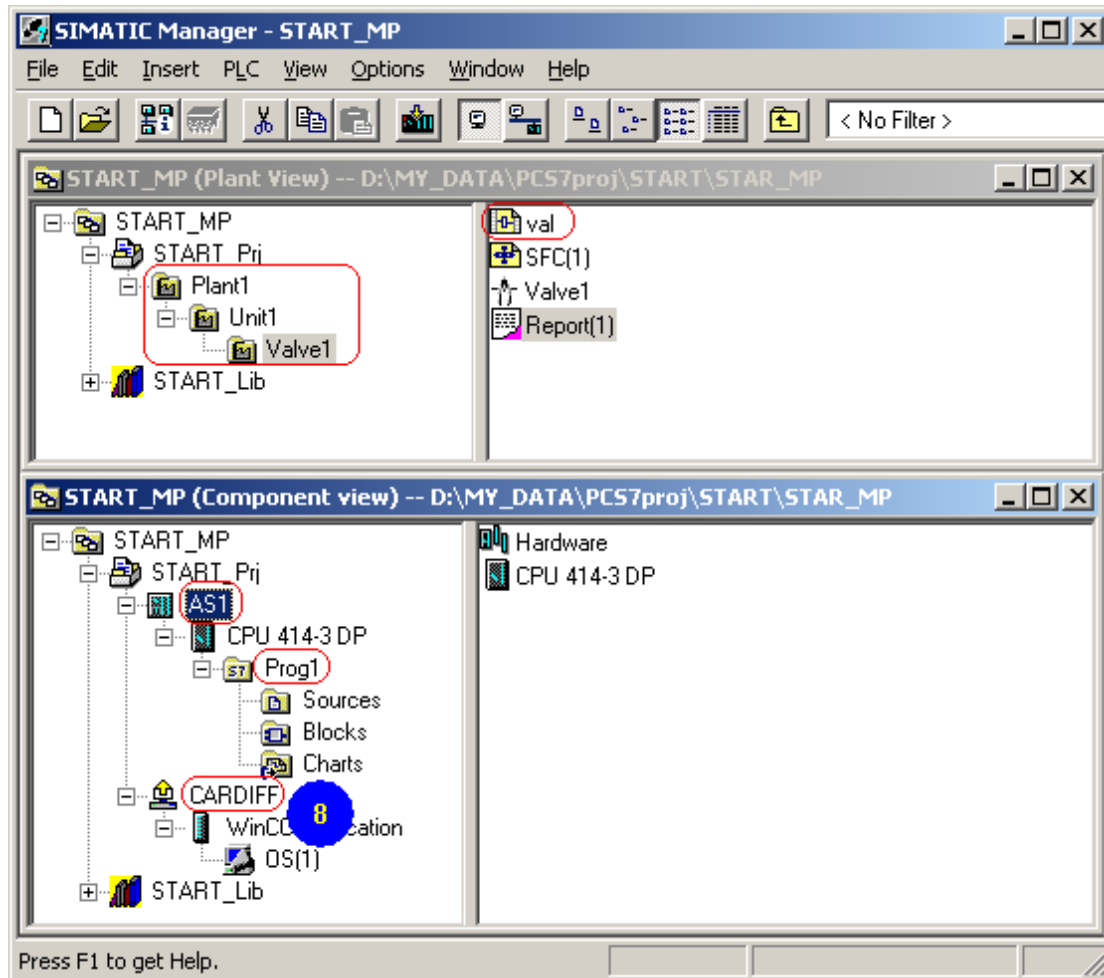 SIMATIC Manager - START_MP
File Edit Insert PLC View Options Window Help
< No Filter >
START_MP (Plant View) -- D:\MY_DATA\PCS7proj\START\STAR_MP
START_MP
START_Prj
Plant1
Unit1
Valve1
START_Lib
val
SFC(1)
Valve1
Report(1)
START_MP (Component view) -- D:\MY_DATA\PCS7proj\START\STAR_MP
START_MP
START_Prj
AS1
CPU 414-3 DP
Prog1
Sources
Blocks
Charts
CARDIFF
8
WinCC cation
OS(1)
START_Lib
Hardware
CPU 414-3 DP
Press F1 to get Help.